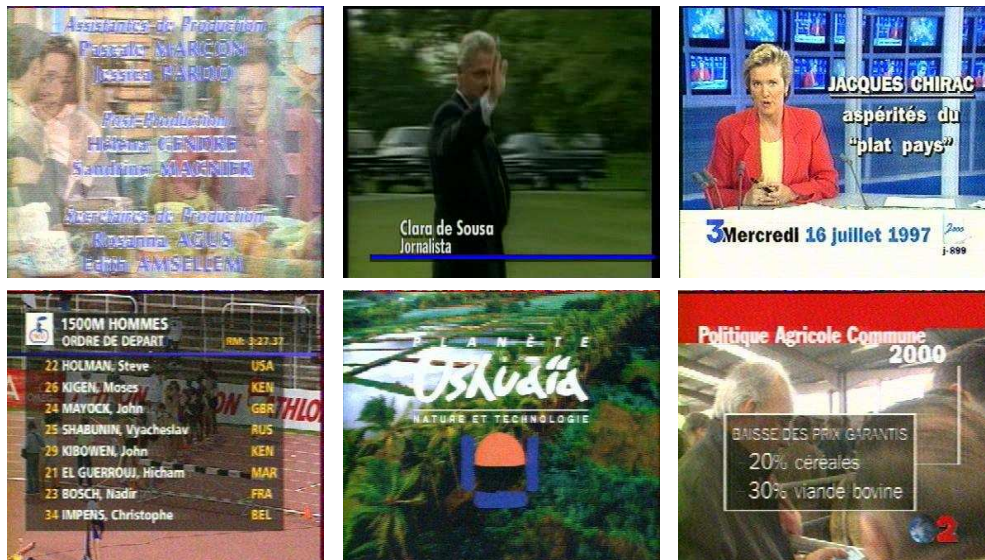 Assistantes de Production
Pascale MARCON
Jessica PARDO
Post-Production
Héléna GENDRE
Sandrine MAGNIER
Secrétaires de Production
Rosanna AGUS
Edith AMSELLEM
Clara de Sousa
Jornalista
JACQUES CHIRAC
aspérités du
"plat pays"
3 Mercredi 16 juillet 1997
j-899
1500M HOMMES
ORDRE DE DEPART RM: 3:27.37
22 HOLMAN, Steve USA
26 KIGEN, Moses KEN
24 MAYOCK, John GBR
25 SHABUNIN, Vyacheslav RUS
29 KIBOWEN, John KEN
21 EL GUERROUJ, Hicham MAR
23 BOSCH, Nadir FRA
34 IMPENS, Christophe BEL
PLANÈTE
Ushuaïa
NATURE ET TECHNOLOGIE
Politique Agricole Commune
2000
BAISSE DES PRIX GARANTIS
20% céréales
30% viande bovine
2